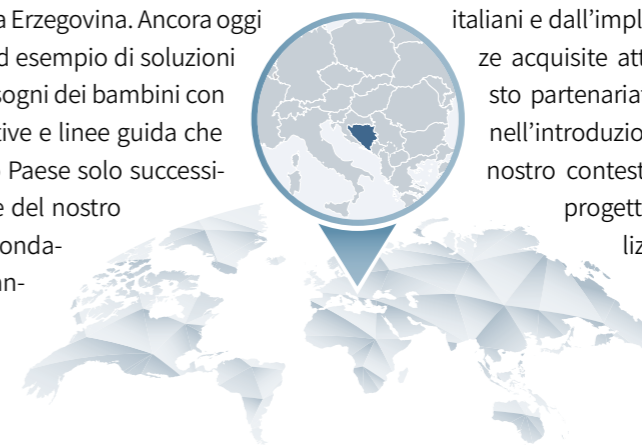 a Erzegovina. Ancora oggi
d esempio di soluzioni
sogni dei bambini con
tive e linee guida che
Paese solo successi-
e del nostro
onda-
n-
italiani e dall’impl
ze acquisite att
sto partenariat
nell’introduzio
nostro contest
progett
liz